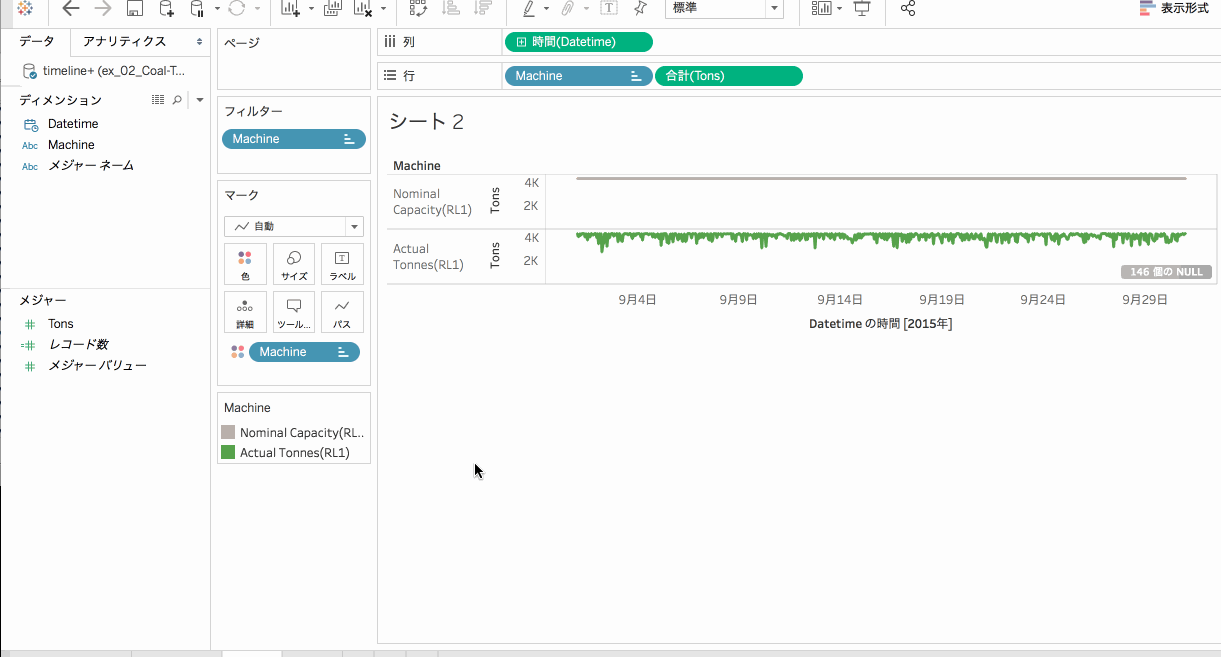 標準
表示形式
データ
アナリティクス
timeline+ (ex_02_Coal-T...
ディメンション
Datetime
Abc
Machine
Abc
メジャー ネーム
メジャー
Tons
レコード数
メジャー バリュー
ページ
フィルター
Machine
マーク
自動
色
サイズ
T
ラベル
詳細
ツール...
パス
Machine
Machine
Nominal Capacity(RL..
Actual Tonnes(RL1)
列
時間(Datetime)
行
Machine
合計(Tons)
シート 2
Machine
Nominal
Capacity(RL1)
Tons
4K
2K
Actual
Tonnes(RL1)
Tons
4K
2K
146 個の NULL
9月4日
9月9日
9月14日
9月19日
9月24日
9月29日
Datetime の時間 [2015年]